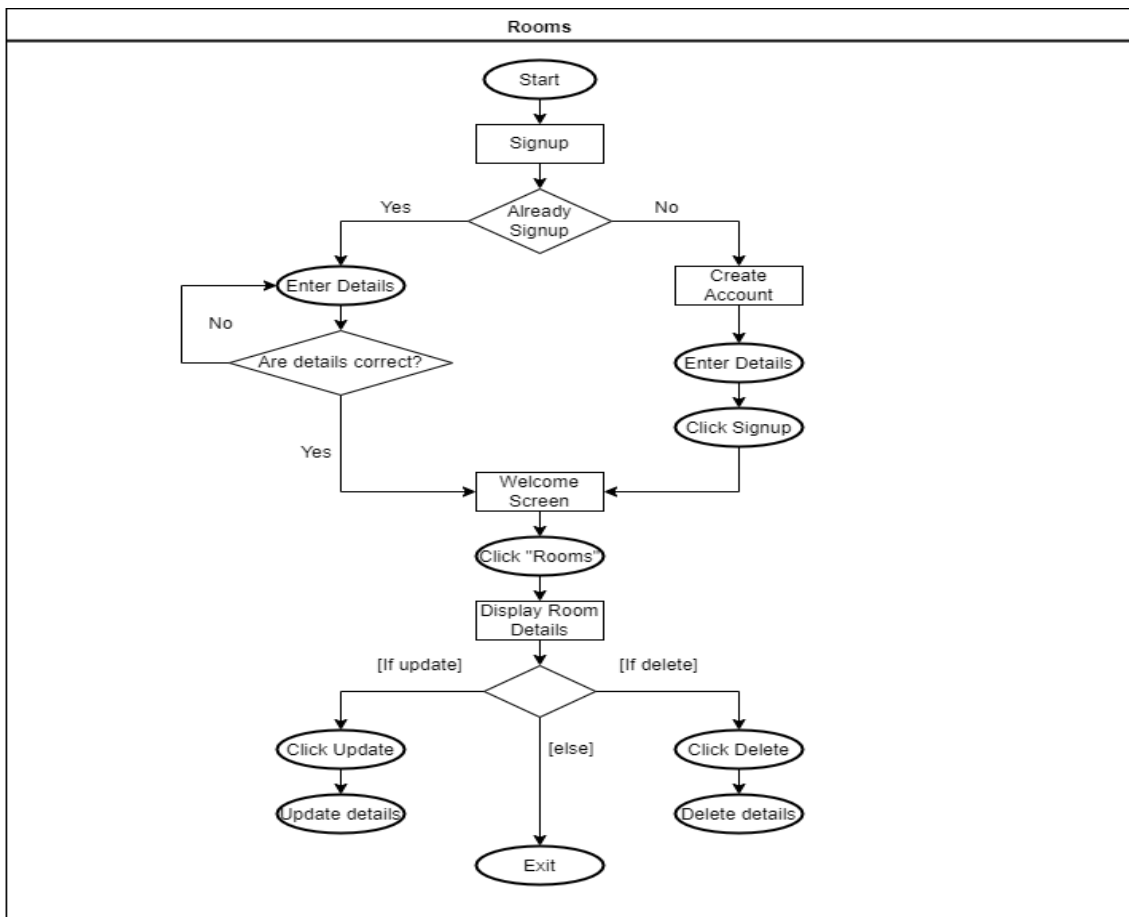 Rooms
Start
Signup
Already
Signup
Yes
No
Enter Details
Create
Account
No
Are details correct?
Enter Details
Click Signup
Yes
Welcome
Screen
Click "Rooms"
Display Room
Details
[If update]
[If delete]
Click Update
[else]
Click Delete
Update details
Delete details
Exit